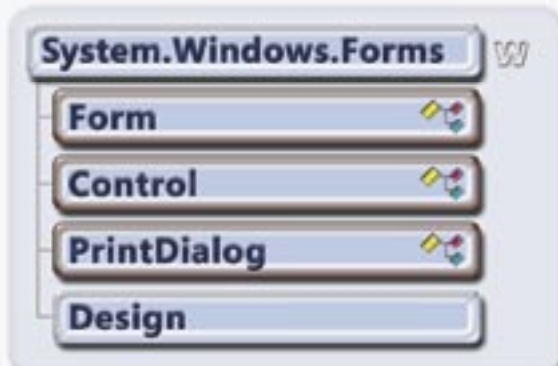 System.Windows.Forms W
Form
Control
PrintDialog
Design